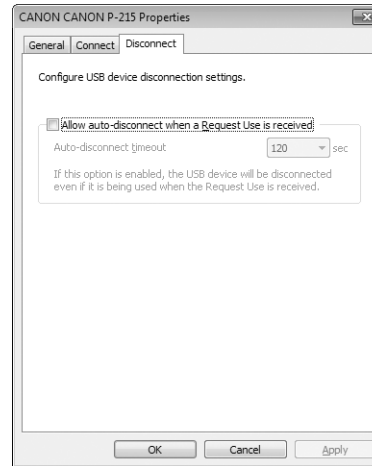 CANON CANON P-215 Properties
General Connect Disconnect
Configure USB device disconnection settings.
Allow auto-disconnect when a Request Use is received
Auto-disconnect timeout 120 sec
If this option is enabled, the USB device will be disconnected
even if it is being used when the Request Use is received.
OK Cancel Apply